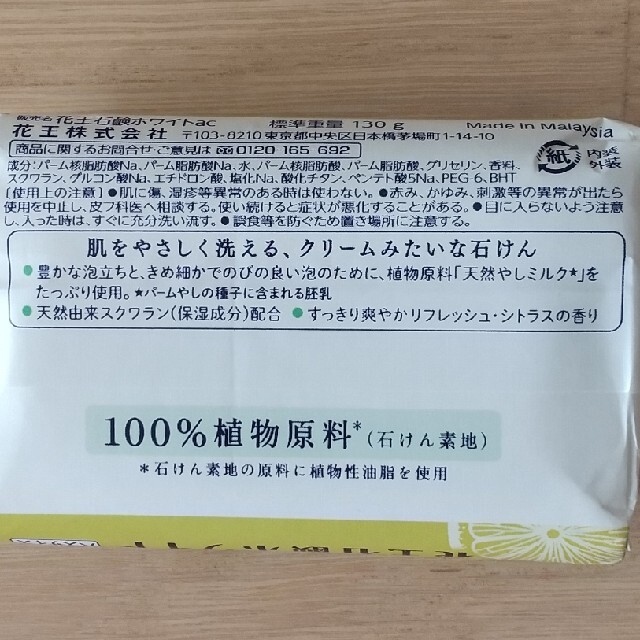 販売名 花王石鹸ホワイトac 標準重量 130g Made in Malaysia
花王株式会社 〒103-8210 東京都中央区日本橋茅場町1-14-10
商品に関するお問合せ・ご意見は 0120-165-692
紙 内装 外装
成分:パーム核脂肪酸Na、パーム脂肪酸Na、水、パーム核脂肪酸、パーム脂肪酸、グリセリン、香料、
スクワラン、グルコン酸Na、エチドロン酸、塩化Na、酸化チタン、ペンテト酸5Na、PEG-6、BHT
〔使用上の注意〕●肌に傷、湿疹等異常のある時は使わない。●赤み、かゆみ、刺激等の異常が出たら
使用を中止し、皮フ科医へ相談する。使い続けると症状が悪化することがある。●目に入らないよう注意
し、入った時は、すぐに充分洗い流す。●誤食等を防ぐため置き場所に注意する。
肌をやさしく洗える、クリームみたいな石けん
●豊かな泡立ちと、きめ細かでのびの良い泡のために、植物原料「天然やしミルク*」を
たっぷり使用。★パームやしの種子に含まれる胚乳
●天然由来スクワラン(保湿成分)配合 ●すっきり爽やかリフレッシュ・シトラスの香り
100%植物原料*(石けん素地)
*石けん素地の原料に植物性油脂を使用
花王石鹸ホワイト
バスサイズ